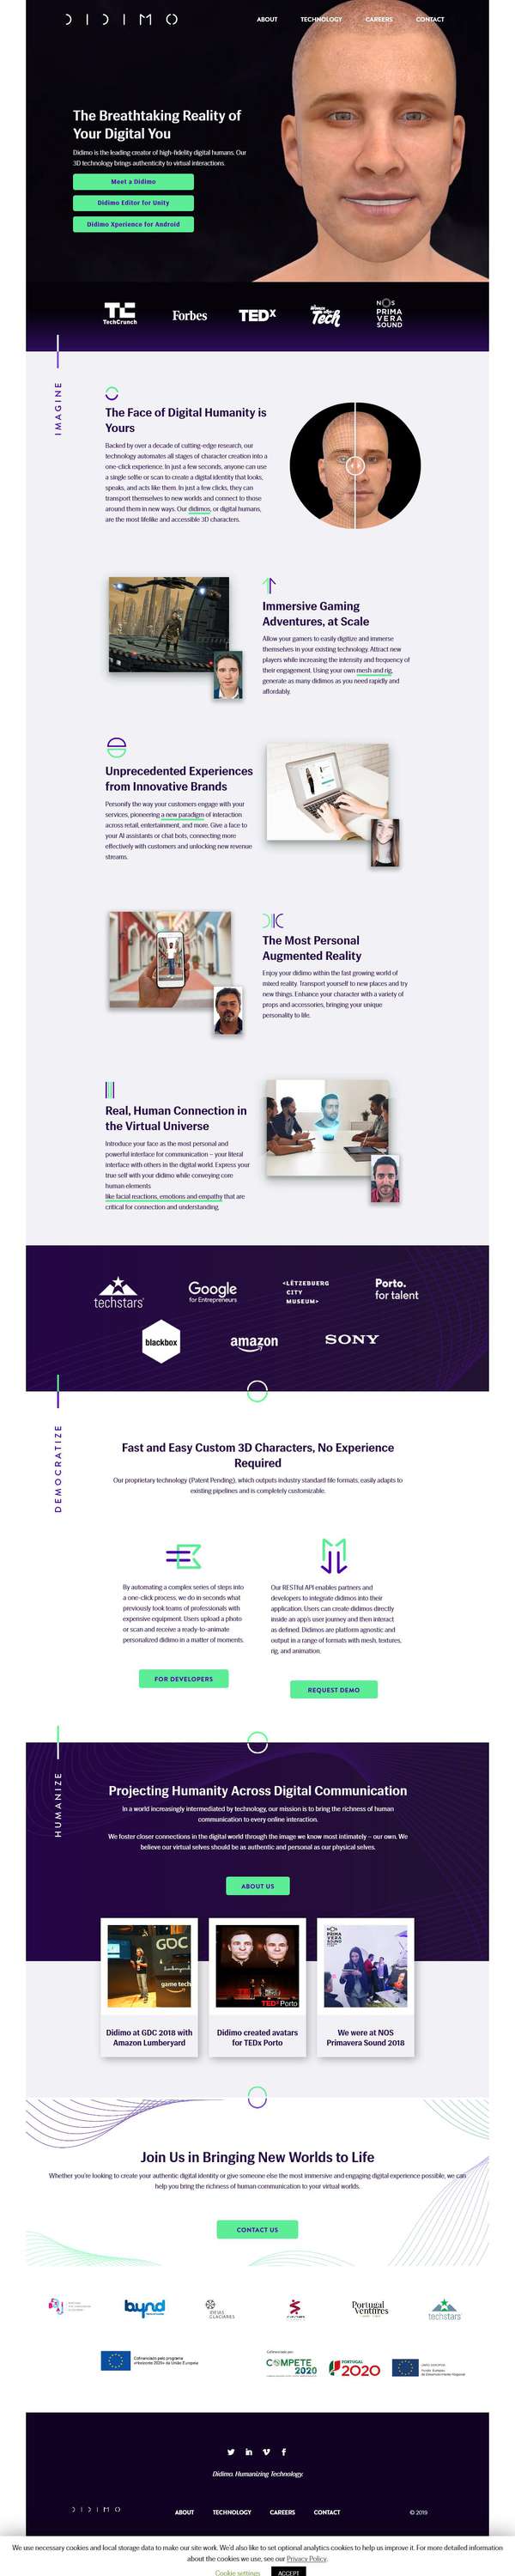 DIDIMO
ABOUT TECHNOLOGY CAREERS CONTACT
The Breathtaking Reality of
Your Digital You
Didimo is the leading creator of high-fidelity digital humans. Our
3D technology brings authenticity to virtual interactions.
Meet a Didimo
Didimo Editor for Unity
Didimo Xperience for Android
TC
TechCrunch
Forbes
TEDx
Women in Tech
NOS
PRIMA
VERA
SOUND
IMAGINE
The Face of Digital Humanity is
Yours
Backed by over a decade of cutting-edge research, our
technology automates all stages of character creation into a
one-click experience. In just a few seconds, anyone can use
a single selfie or scan to create a digital identity that looks,
speaks, and acts like them. In just a few clicks, they can
transport themselves to new worlds and connect to those
around them in new ways. Our didimos, or digital humans,
are the most lifelike and accessible 3D characters.
Immersive Gaming
Adventures, at Scale
Allow your gamers to easily digitize and immerse
themselves in your existing technology. Attract new
players while increasing the intensity and frequency of
their engagement. Using your own mesh and rig,
generate as many didimos as you need rapidly and
affordably.
Unprecedented Experiences
from Innovative Brands
Personify the way your customers engage with your
services, pioneering a new paradigm of interaction
across retail, entertainment, and more. Give a face to
your AI assistants or chat bots, connecting more
effectively with customers and unlocking new revenue
streams.
The Most Personal
Augmented Reality
Enjoy your didimo within the fast growing world of
mixed reality. Transport yourself to new places and try
new things. Enhance your character with a variety of
props and accessories, bringing your unique
personality to life.
Real, Human Connection in
the Virtual Universe
Introduce your face as the most personal and
powerful interface for communication – your literal
interface with others in the digital world. Express your
true self with your didimo while conveying core
human elements
like facial reactions, emotions and empathy that are
critical for connection and understanding.
techstars
Google
for Entrepreneurs
<LËTZEBUERG
CITY
MUSEUM>
Porto.
for talent
blackbox
amazon
SONY
DEMOCRATIZE
Fast and Easy Custom 3D Characters, No Experience
Required
Our proprietary technology (Patent Pending), which outputs industry standard file formats, easily adapts to
existing pipelines and is completely customizable.
By automating a complex series of steps into
a one-click process, we do in seconds what
previously took teams of professionals with
expensive equipment. Users upload a photo
or scan and receive a ready-to-animate
personalized didimo in a matter of moments.
FOR DEVELOPERS
Our RESTful API enables partners and
developers to integrate didimos into their
application. Users can create didimos directly
inside an app's user journey and then interact
as defined. Didimos are platform agnostic and
output in a range of formats with mesh, textures,
rig, and animation.
REQUEST DEMO
HUMANIZE
Projecting Humanity Across Digital Communication
In a world increasingly intermediated by technology, our mission is to bring the richness of human
communication to every online interaction.
We foster closer connections in the digital world through the image we know most intimately – our own. We
believe our virtual selves should be as authentic and personal as our physical selves.
ABOUT US
GDC
game tech
TEDx Porto
NOS
PRIMA
VERA
SOUND
Didimo at GDC 2018 with
Amazon Lumberyard
Didimo created avatars
for TEDx Porto
We were at NOS
Primavera Sound 2018
Join Us in Bringing New Worlds to Life
Whether you're looking to create your authentic digital identity or give someone else the most immersive and engaging digital experience possible, we can
help you bring the richness of human communication to your virtual worlds.
CONTACT US
bynd
IDEIAS
GLACIARES
Portugal
Ventures
techstars
Cofinanciado por:
COMPETE
2020
PORTUGAL
2020
Didimo. Humanizing Technology.
DIDIMO
ABOUT TECHNOLOGY CAREERS CONTACT
© 2019
We use necessary cookies and local storage data to make our site work. We'd also like to set optional analytics cookies to help us improve it. For more detailed information
about the cookies we use, see our Privacy Policy.
Cookie settings
ACCEPT